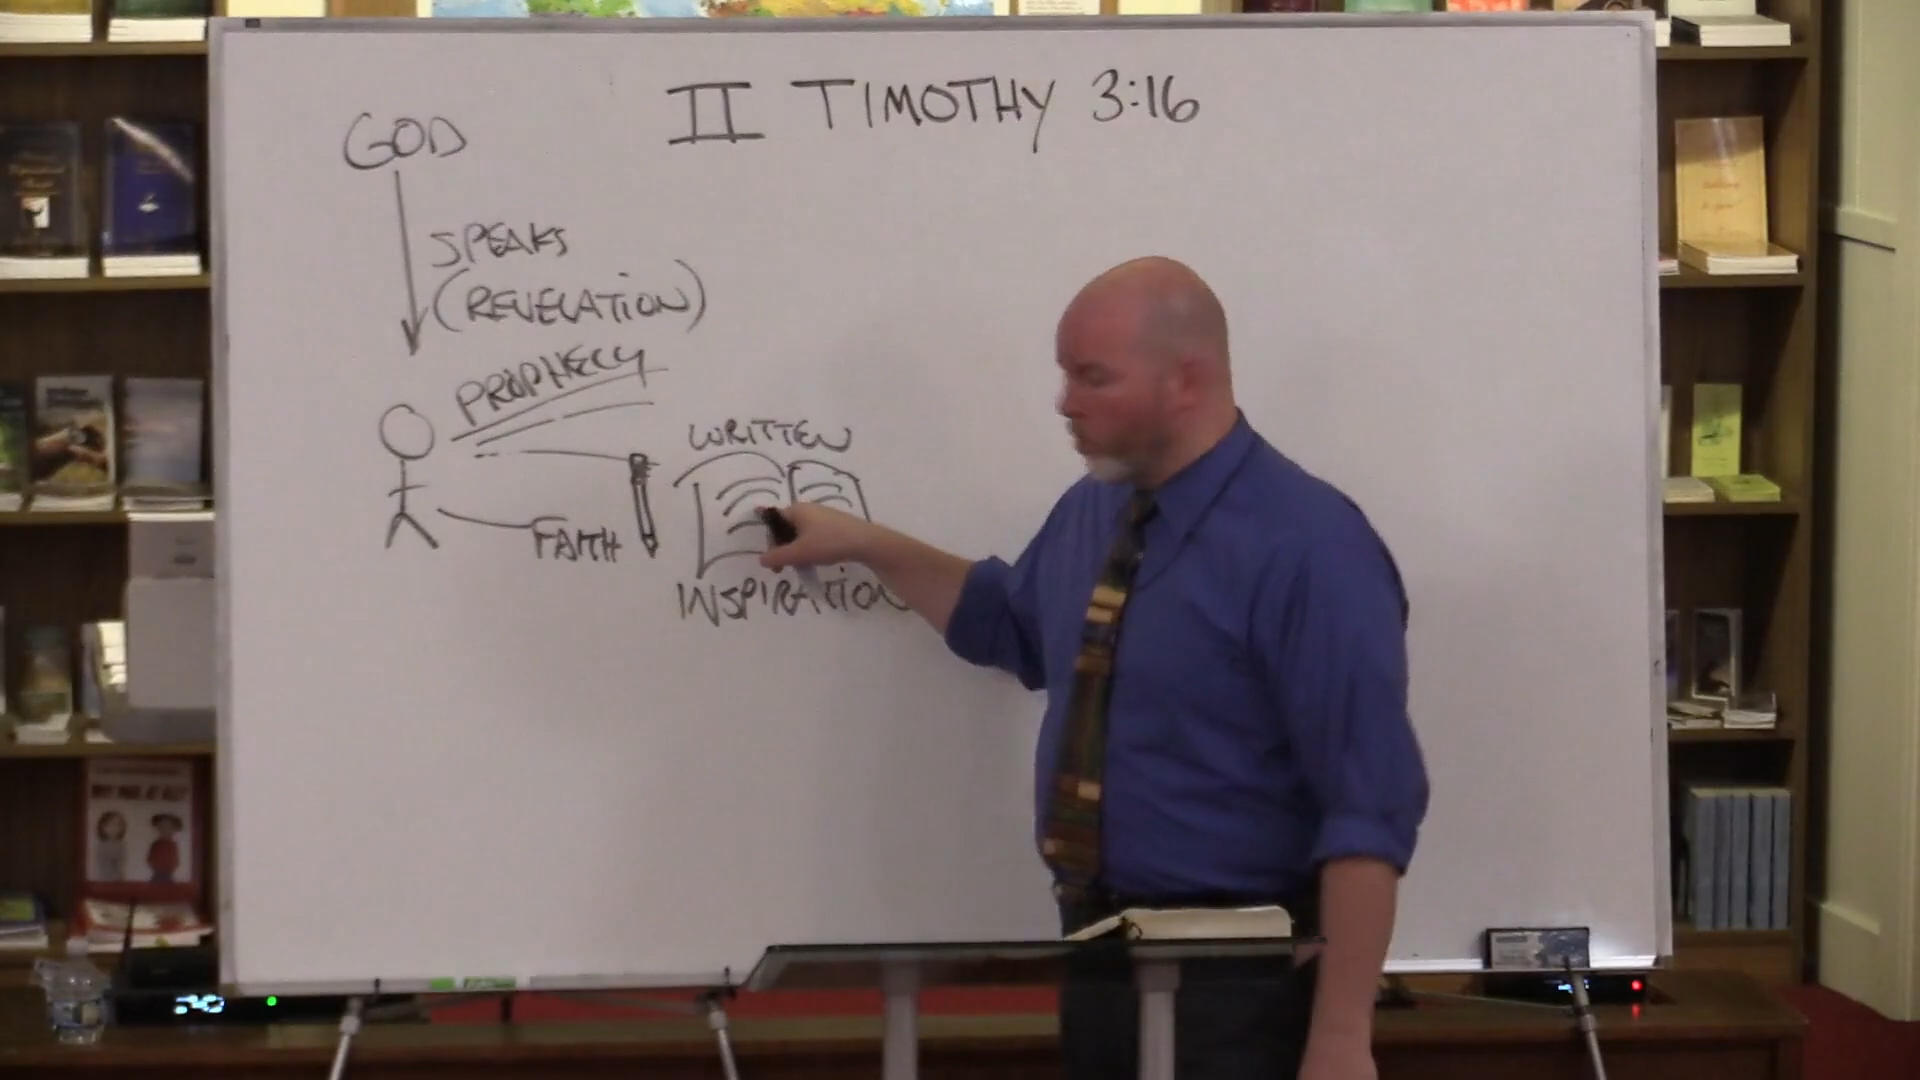 II TIMOTHY 3:16
GOD
SPEAKS
(REVELATION)
PROPHECY
WRITTEN
FAITH
INSPIRATION